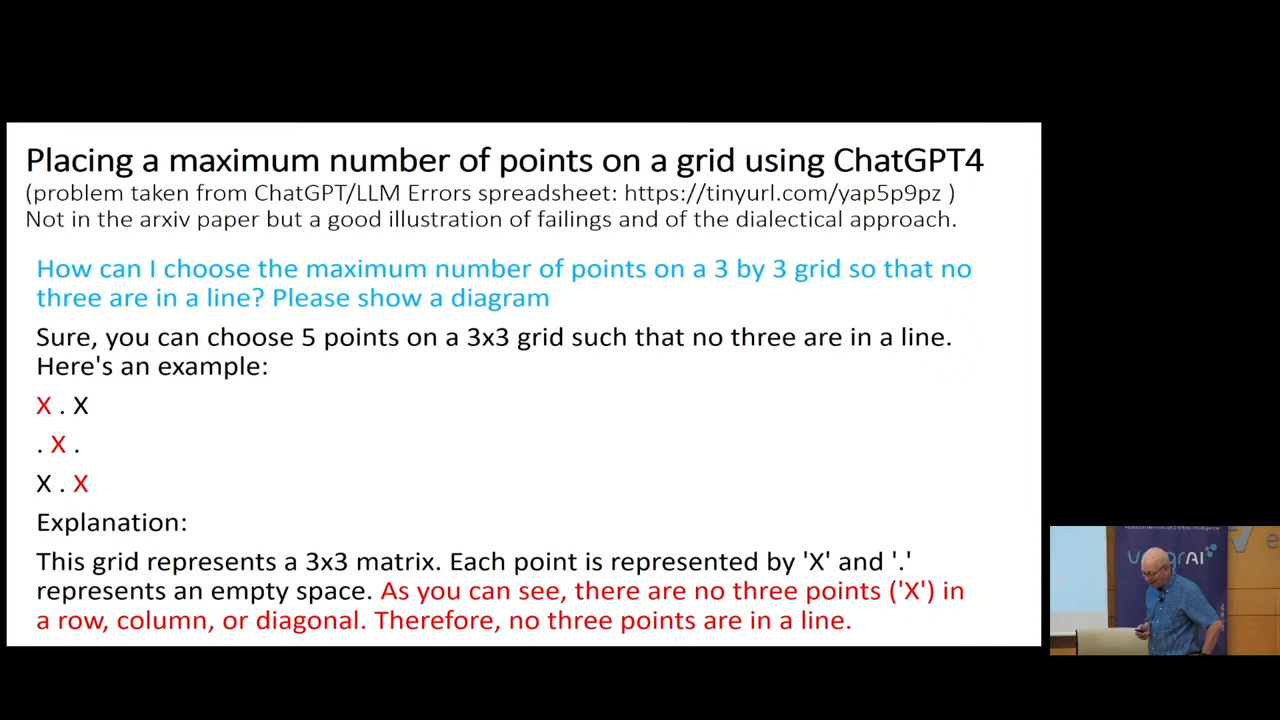 Placing a maximum number of points on a grid using ChatGPT4
(problem taken from ChatGPT/LLM Errors spreadsheet: https://tinyurl.com/yap5p9pz )
Not in the arxiv paper but a good illustration of failings and of the dialectical approach.
How can I choose the maximum number of points on a 3 by 3 grid so that no
three are in a line? Please show a diagram
Sure, you can choose 5 points on a 3x3 grid such that no three are in a line.
Here's an example:
X . X
. X .
X . X
Explanation:
This grid represents a 3x3 matrix. Each point is represented by 'X' and '.'
represents an empty space. As you can see, there are no three points ('X') in
a row, column, or diagonal. Therefore, no three points are in a line.